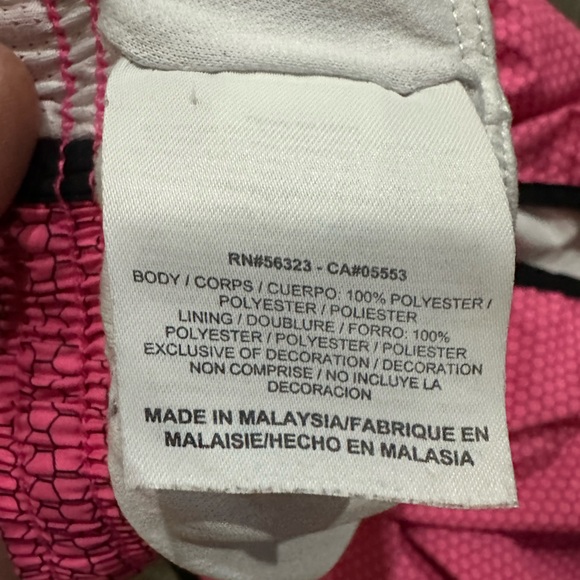 RN#56323 - CA#05553
BODY / CORPS / CUERPO: 100% POLYESTER /
POLYESTER / POLIESTER
LINING / DOUBLURE / FORRO: 100%
POLYESTER / POLYESTER / POLIESTER
EXCLUSIVE OF DECORATION / DECORATION
NON COMPRISE / NO INCLUYE LA
DECORACION
MADE IN MALAYSIA/FABRIQUE EN
MALAISIE/HECHO EN MALASIA